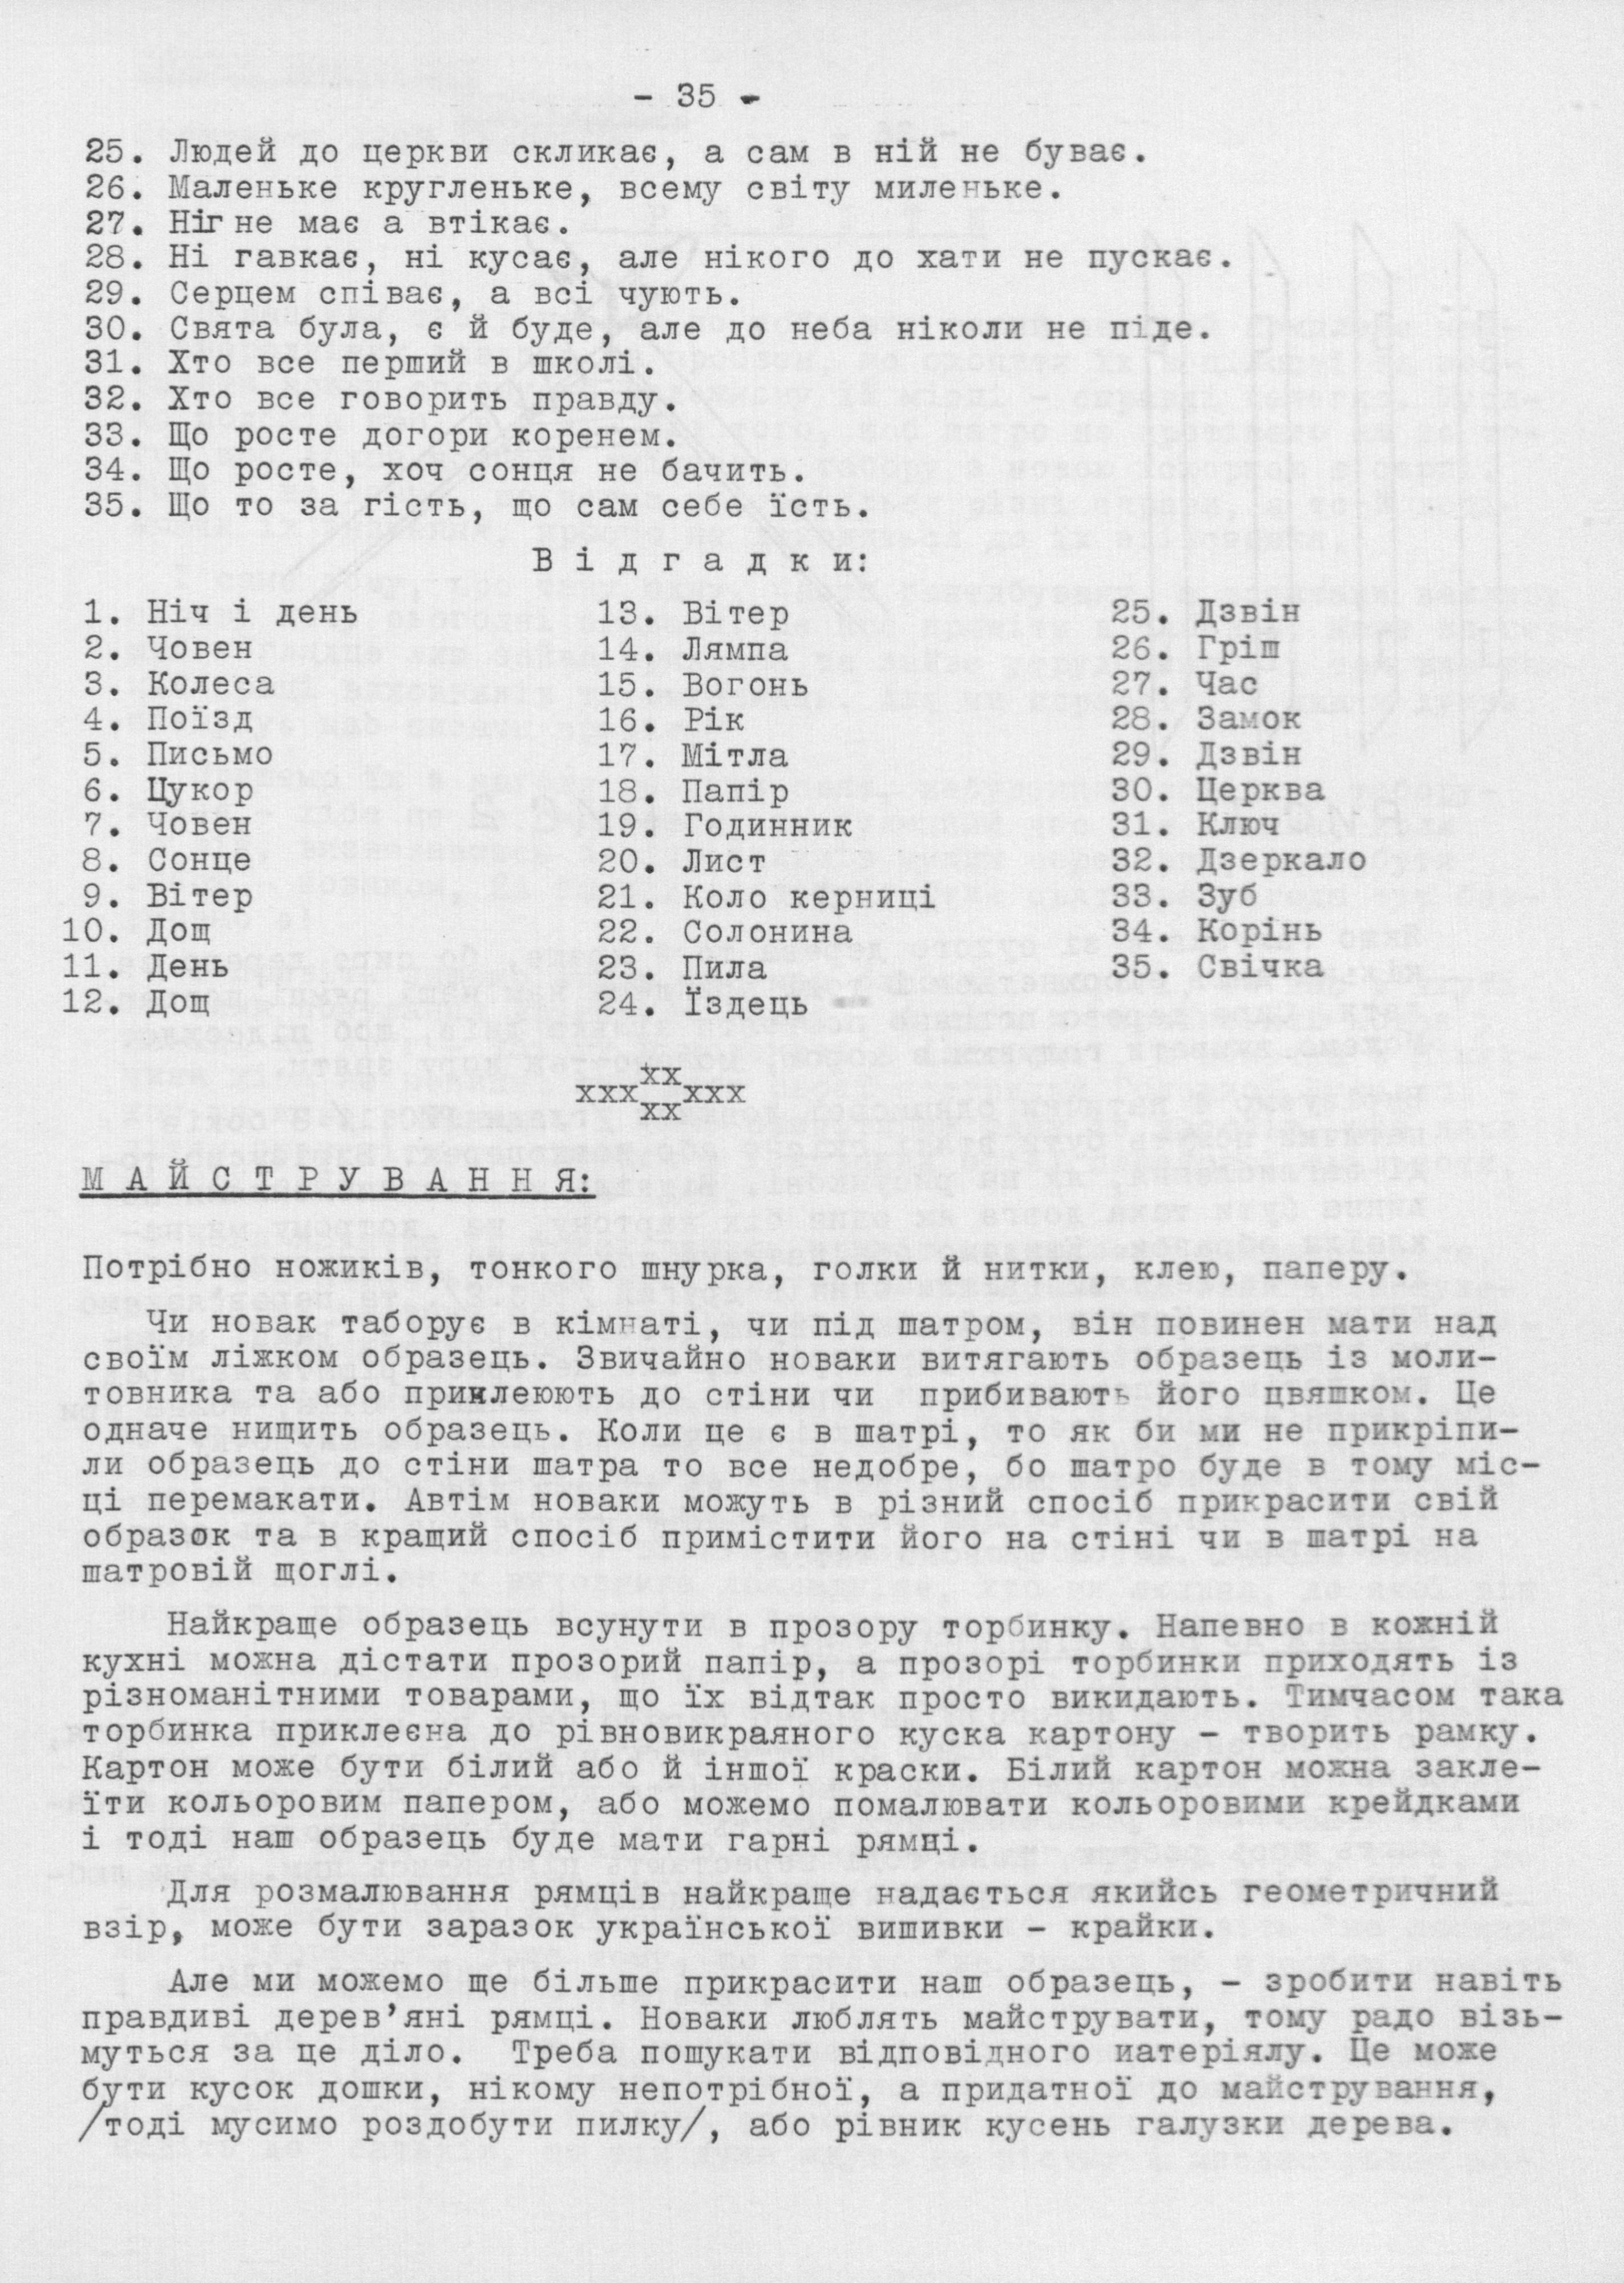 - 35 -
25. Людей до церкви скликає, а сам в ній не буває.
26. Маленьке кругленьке, всему світу миленьке.
27. Ніг не має а втікає.
28. Ні гавкає, ні кусає, але нікого до хати не пускає.
29. Серцем співає, а всі чують.
30. Свята була, є й буде, але до неба ніколи не піде.
31. Хто все перший в школі.
32. Хто все говорить правду.
33. Що росте догори коренем.
34. Що росте, хоч сонця не бачить.
35. Що то за гість, що сам себе їсть.
В і д г а д к и:
1. Ніч і день
2. Човен
3. Колеса
4. Поїзд
5. Письмо
6. Цукор
7. Човен
8. Сонце
9. Вітер
10. Дощ
11. День
12. Дощ
13. Вітер
14. Лямпа
15. Вогонь
16. Рік
17. Мітла
18. Папір
19. Годинник
20. Лист
21. Коло керниці
22. Солонина
23. Пила
24. Їздець
25. Дзвін
26. Гріш
27. Час
28. Замок
29. Дзвін
30. Церква
31. Ключ
32. Дзеркало
33. Зуб
34. Корінь
35. Свічка
хх
ххх ххх
хх
М А Й С Т Р У В А Н Н Я:
Потрібно ножиків, тонкого шнурка, голки й нитки, клею, паперу.
Чи новак таборує в кімнаті, чи під шатром, він повинен мати над
своїм ліжком образець. Звичайно новаки витягають образець із моли-
товника та або приклеюють до стіни чи прибивають його цвяшком. Це
одначе нищить образець. Коли це є в шатрі, то як би ми не прикріпи-
ли образець до стіни шатра то все недобре, бо шатро буде в тому міс-
ці перемакати. Автім новаки можуть в різний спосіб прикрасити свій
образок та в кращий спосіб примістити його на стіні чи в шатрі на
шатровій щоглі.
Найкраще образець всунути в прозору торбинку. Напевно в кожній
кухні можна дістати прозорий папір, а прозорі торбинки приходять із
різноманітними товарами, що їх відтак просто викидають. Тимчасом така
торбинка приклеєна до рівновикраяного куска картону - творить рамку.
Картон може бути білий або й іншої краски. Білий картон можна закле-
їти кольоровим папером, або можемо помалювати кольоровими крейдками
і тоді наш образець буде мати гарні рямці.
Для розмалювання рямців найкраще надається якийсь геометричний
взір, може бути заразок української вишивки - крайки.
Але ми можемо ще більше прикрасити наш образець, - зробити навіть
правдиві дерев'яні рямці. Новаки люблять майструвати, тому радо візь-
муться за це діло. Треба пошукати відповідного иатеріялу. Це може
бути кусок дошки, нікому непотрібної, а придатної до майстрування,
/тоді мусимо роздобути пилку/, або рівник кусень галузки дерева.